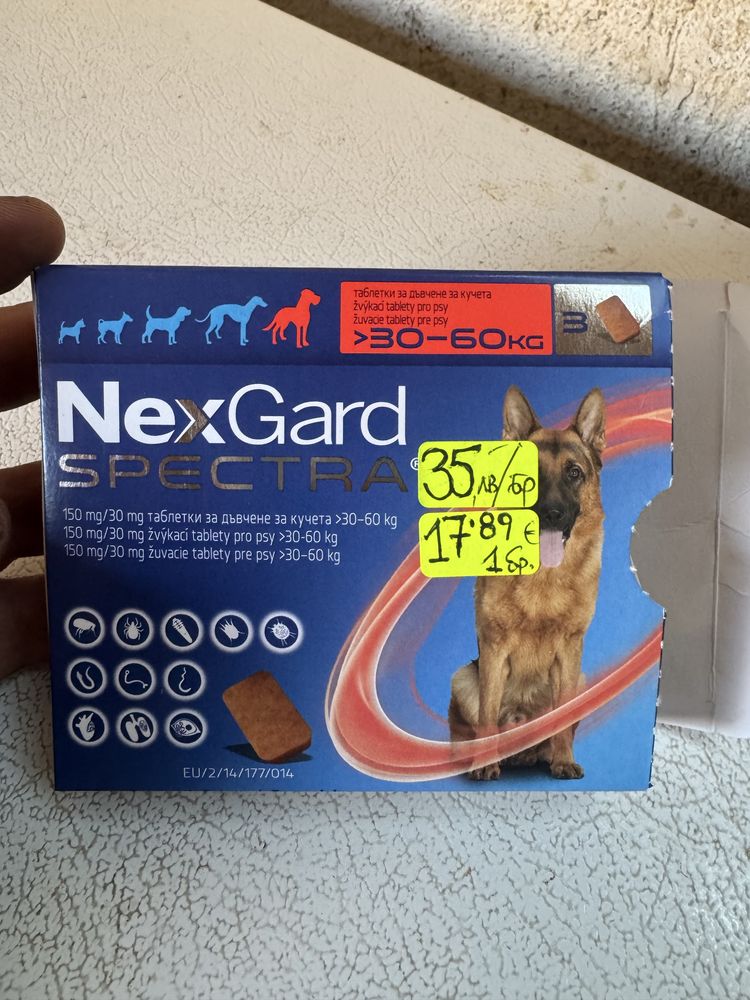 таблетки за дъвчене за кучета
žvýkací tablety pro psy
žuvacie tablety pre psy
>30–60KG
3
NexGard
SPECTRA®
35 лв/бр
17.89 €
1 бр.
150 mg/30 mg таблетки за дъвчене за кучета >30–60 kg
150 mg/30 mg žvýkací tablety pro psy >30-60 kg
150 mg/30 mg žuvacie tablety pre psy >30-60 kg
EU/2/14/177/014